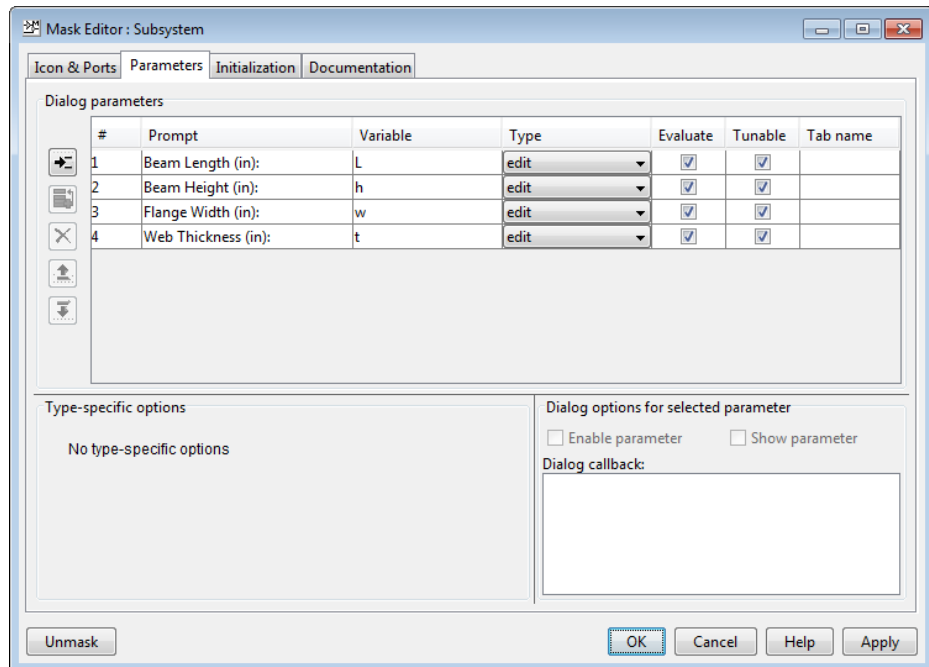 Mask Editor : Subsystem
Icon & Ports Parameters Initialization Documentation
Dialog parameters
# Prompt Variable Type Evaluate Tunable Tab name
1 Beam Length (in): L edit
2 Beam Height (in): h edit
3 Flange Width (in): w edit
4 Web Thickness (in): t edit
Type-specific options
No type-specific options
Dialog options for selected parameter
Enable parameter Show parameter
Dialog callback:
Unmask OK Cancel Help Apply